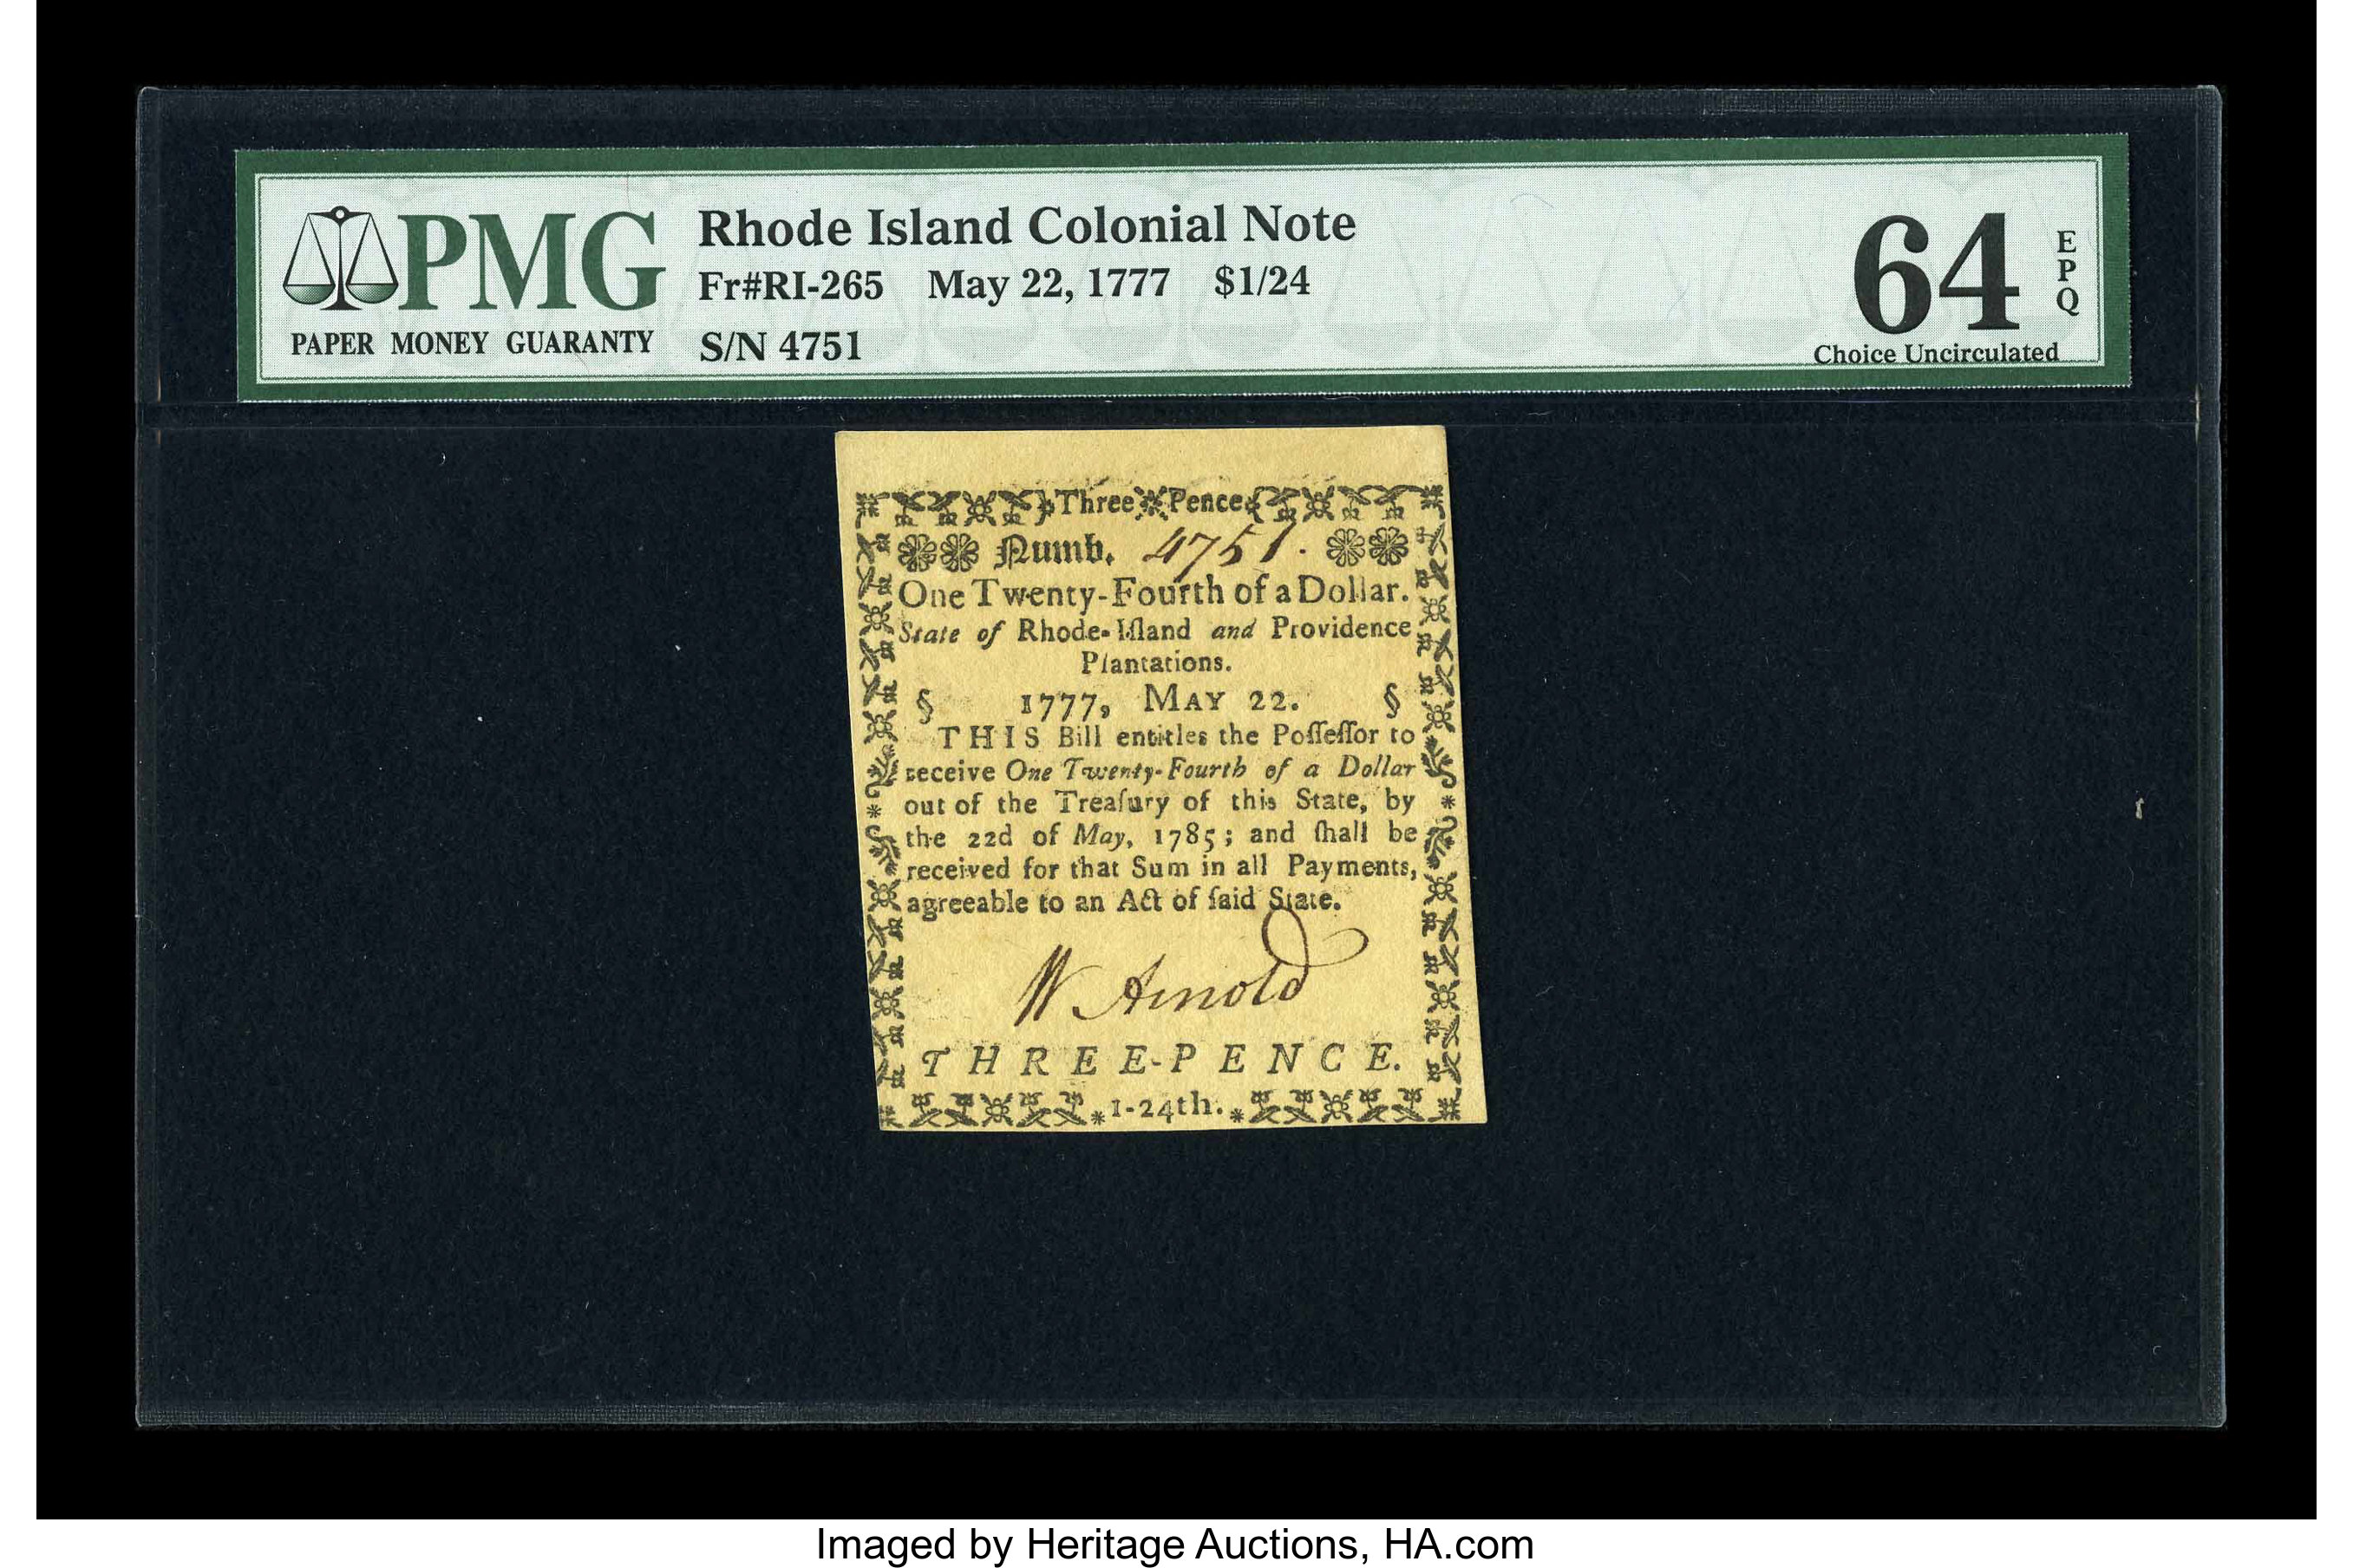 PMG
PAPER MONEY GUARANTY
Rhode Island Colonial Note
Fr#RI-265 May 22, 1777 $1/24
S/N 4751
64
EPQ
Choice Uncirculated
Three Pence
Numb. 4751.
One Twenty-Fourth of a Dollar.
State of Rhode-Iſland and Providence
Plantations.
§ 1777, MAY 22. §
THIS Bill entitles the Poſſeſſor to
receive One Twenty-Fourth of a Dollar
out of the Treaſury of this State, by
the 22d of May, 1785; and ſhall be
received for that Sum in all Payments,
agreeable to an Act of ſaid State.
W Arnold
THREE-PENCE.
*1-24th.*
Imaged by Heritage Auctions, HA.com